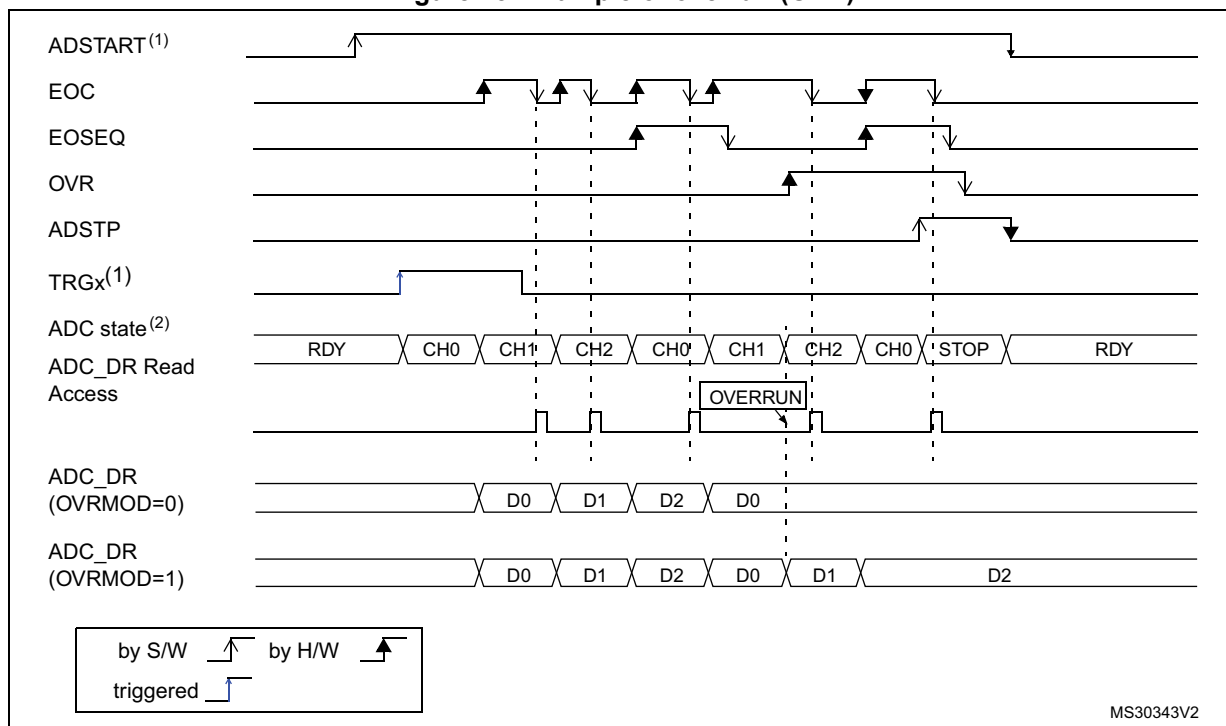 ADSTART(1)
EOC
EOSEQ
OVR
ADSTP
TRGx(1)
ADC state(2)
RDY CH0 CH1 CH2 CH0 CH1 CH2 CH0 STOP RDY
ADC_DR Read
Access
OVERRUN
ADC_DR
(OVRMOD=0)
D0 D1 D2 D0
ADC_DR
(OVRMOD=1)
D0 D1 D2 D0 D1 D2
by S/W by H/W
triggered
MS30343V2